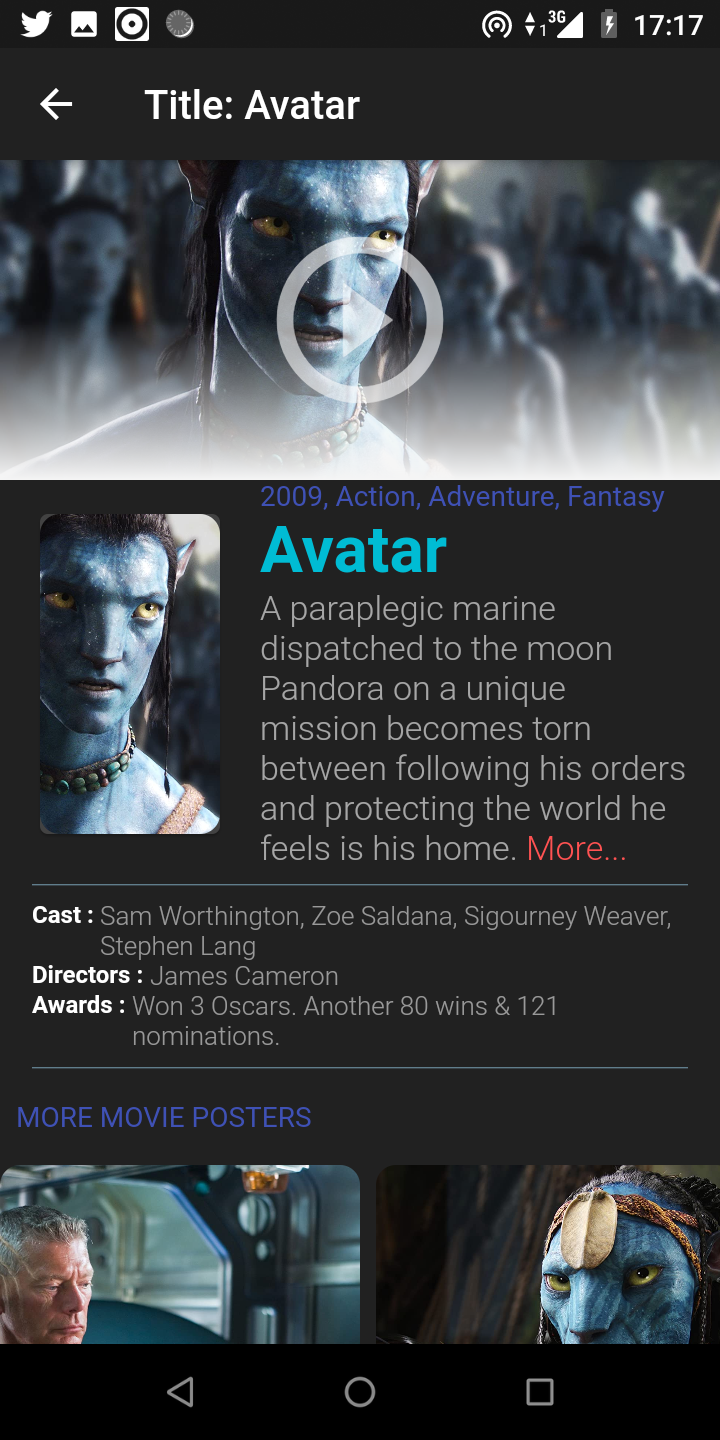 1 3G 17:17
Title: Avatar
2009, Action, Adventure, Fantasy
Avatar
A paraplegic marine
dispatched to the moon
Pandora on a unique
mission becomes torn
between following his orders
and protecting the world he
feels is his home. More...
Cast : Sam Worthington, Zoe Saldana, Sigourney Weaver,
Stephen Lang
Directors : James Cameron
Awards : Won 3 Oscars. Another 80 wins & 121
nominations.
MORE MOVIE POSTERS